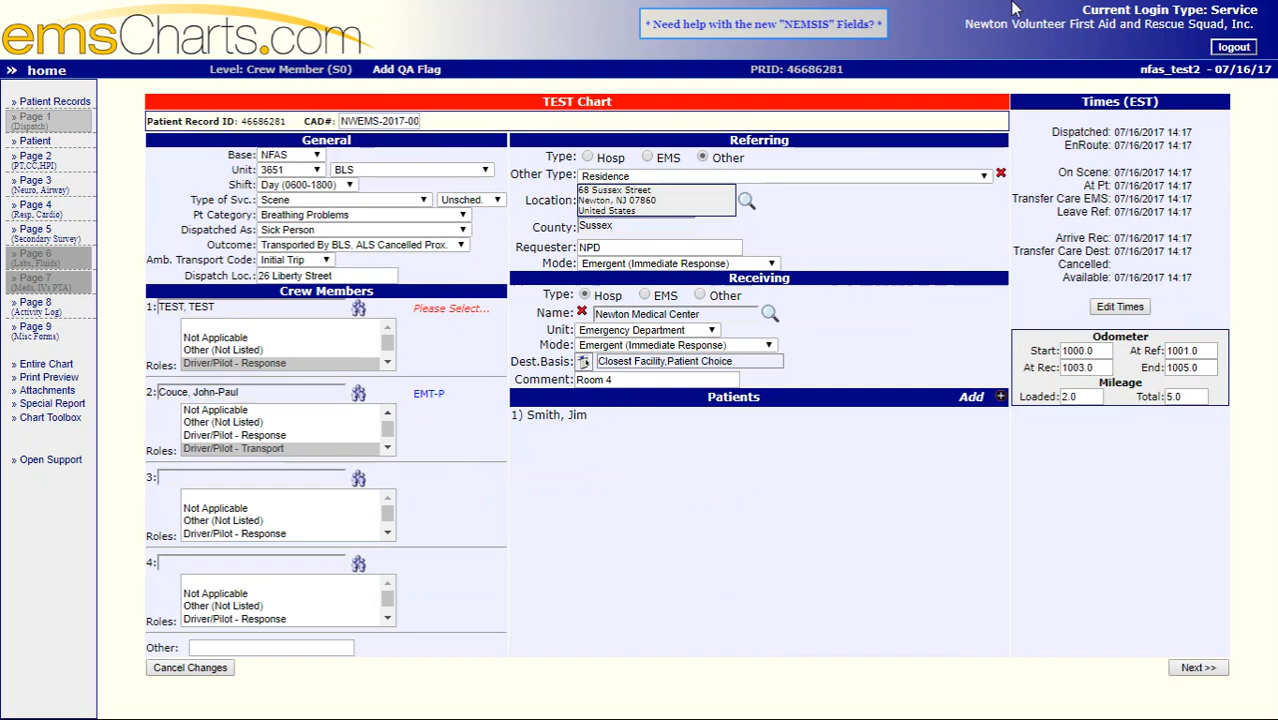 emsCharts.com
* Need help with the new "NEMSIS" Fields? *
Current Login Type: Service
Newton Volunteer First Aid and Rescue Squad, Inc.
logout
» home
Level: Crew Member (S0)
Add QA Flag
PRID: 46686281
nfas_test2 - 07/16/17
» Patient Records
» Page 1
(Dispatch)
» Patient
» Page 2
(PT,CC,HPI)
» Page 3
(Neuro, Airway)
» Page 4
(Resp, Cardio)
» Page 5
(Secondary Survey)
» Page 6
(Labs, Fluids)
» Page 7
(Meds, IVs PTA)
» Page 8
(Activity Log)
» Page 9
(Misc Forms)
» Entire Chart
» Print Preview
» Attachments
» Special Report
» Chart Toolbox
» Open Support
TEST Chart
Patient Record ID: 46686281 CAD#: NWEMS-2017-00
General
Base: NFAS
Unit: 3651 BLS
Shift: Day (0600-1800)
Type of Svc.: Scene Unsched.
Pt Category: Breathing Problems
Dispatched As: Sick Person
Outcome: Transported By BLS, ALS Cancelled Prox.
Amb. Transport Code: Initial Trip
Dispatch Loc.: 26 Liberty Street
Crew Members
1: TEST, TEST Please Select...
Not Applicable
Other (Not Listed)
Roles: Driver/Pilot - Response
2: Couce, John-Paul EMT-P
Not Applicable
Other (Not Listed)
Driver/Pilot - Response
Roles: Driver/Pilot - Transport
3:
Not Applicable
Other (Not Listed)
Roles: Driver/Pilot - Response
4:
Not Applicable
Other (Not Listed)
Roles: Driver/Pilot - Response
Other:
Cancel Changes
Referring
Type: Hosp EMS Other
Other Type: Residence
Location: 68 Sussex Street
Newton, NJ 07860
United States
County: Sussex
Requester: NPD
Mode: Emergent (Immediate Response)
Receiving
Type: Hosp EMS Other
Name: Newton Medical Center
Unit: Emergency Department
Mode: Emergent (Immediate Response)
Dest.Basis: Closest Facility,Patient Choice
Comment: Room 4
Patients Add
1) Smith, Jim
Times (EST)
Dispatched: 07/16/2017 14:17
EnRoute: 07/16/2017 14:17
On Scene: 07/16/2017 14:17
At Pt: 07/16/2017 14:17
Transfer Care EMS: 07/16/2017 14:17
Leave Ref: 07/16/2017 14:17
Arrive Rec: 07/16/2017 14:17
Transfer Care Dest: 07/16/2017 14:17
Cancelled:
Available: 07/16/2017 14:17
Edit Times
Odometer
Start: 1000.0 At Ref: 1001.0
At Rec: 1003.0 End: 1005.0
Mileage
Loaded: 2.0 Total: 5.0
Next >>